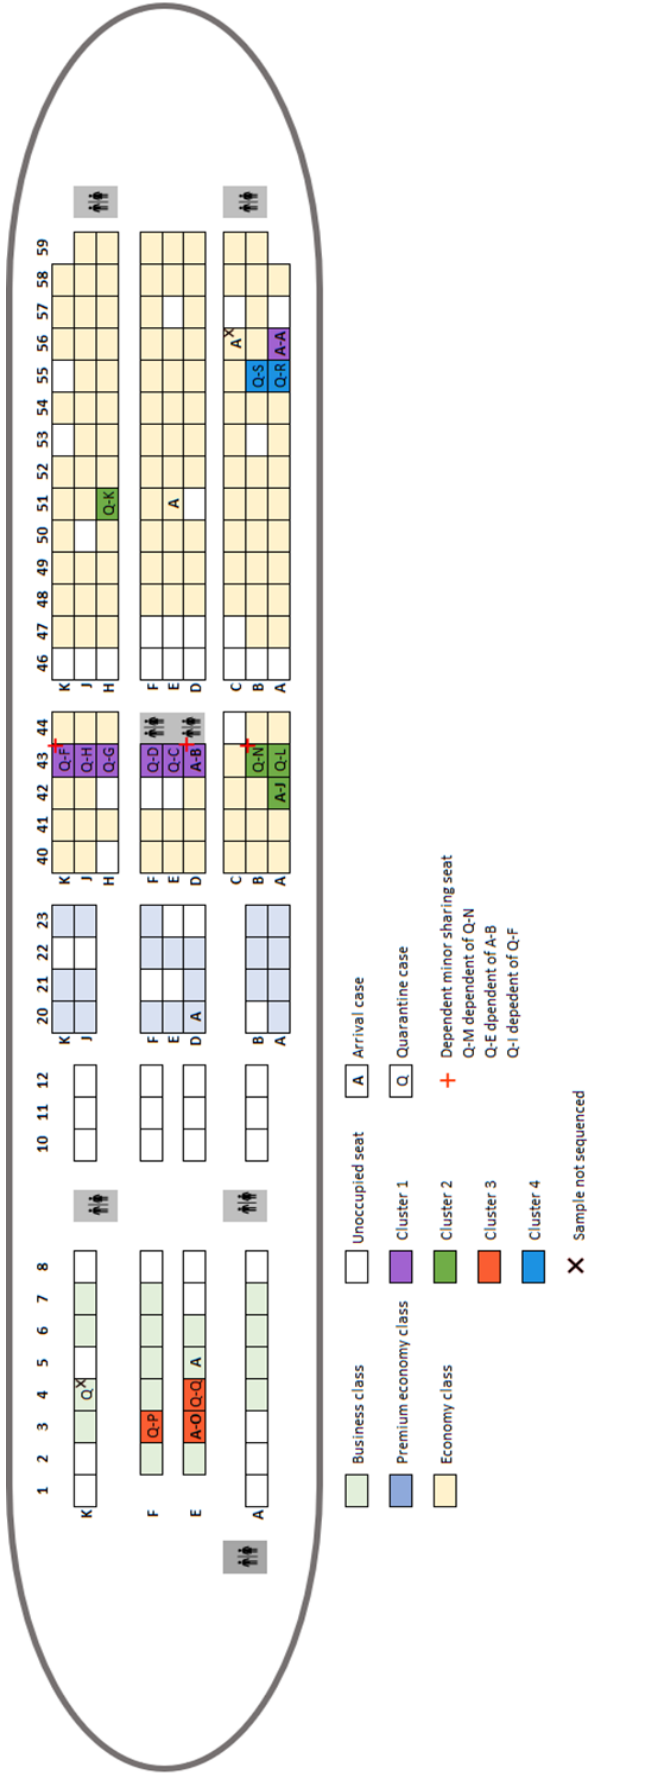 1 2 3 4 5 6 7 8 10 11 12 20 21 22 23 40 41 42 43 44 46 47 48 49 50 51 52 53 54 55 56 57 58 59
K Q K K Q-F K
J J Q-H J
H Q-G H Q-K
F Q-P F F Q-D F
E E Q-C E A
E A-O Q-Q A D A D A-B D
C C A
A B B Q-N B Q-S
A A A-J Q-L A Q-R A-A
Business class
Premium economy class
Economy class
Unoccupied seat
Cluster 1
Cluster 2
Cluster 3
Cluster 4
Sample not sequenced
A Arrival case
Q Quarantine case
Dependent minor sharing seat
Q-M dependent of Q-N
Q-E dpendent of A-B
Q-I depedent of Q-F